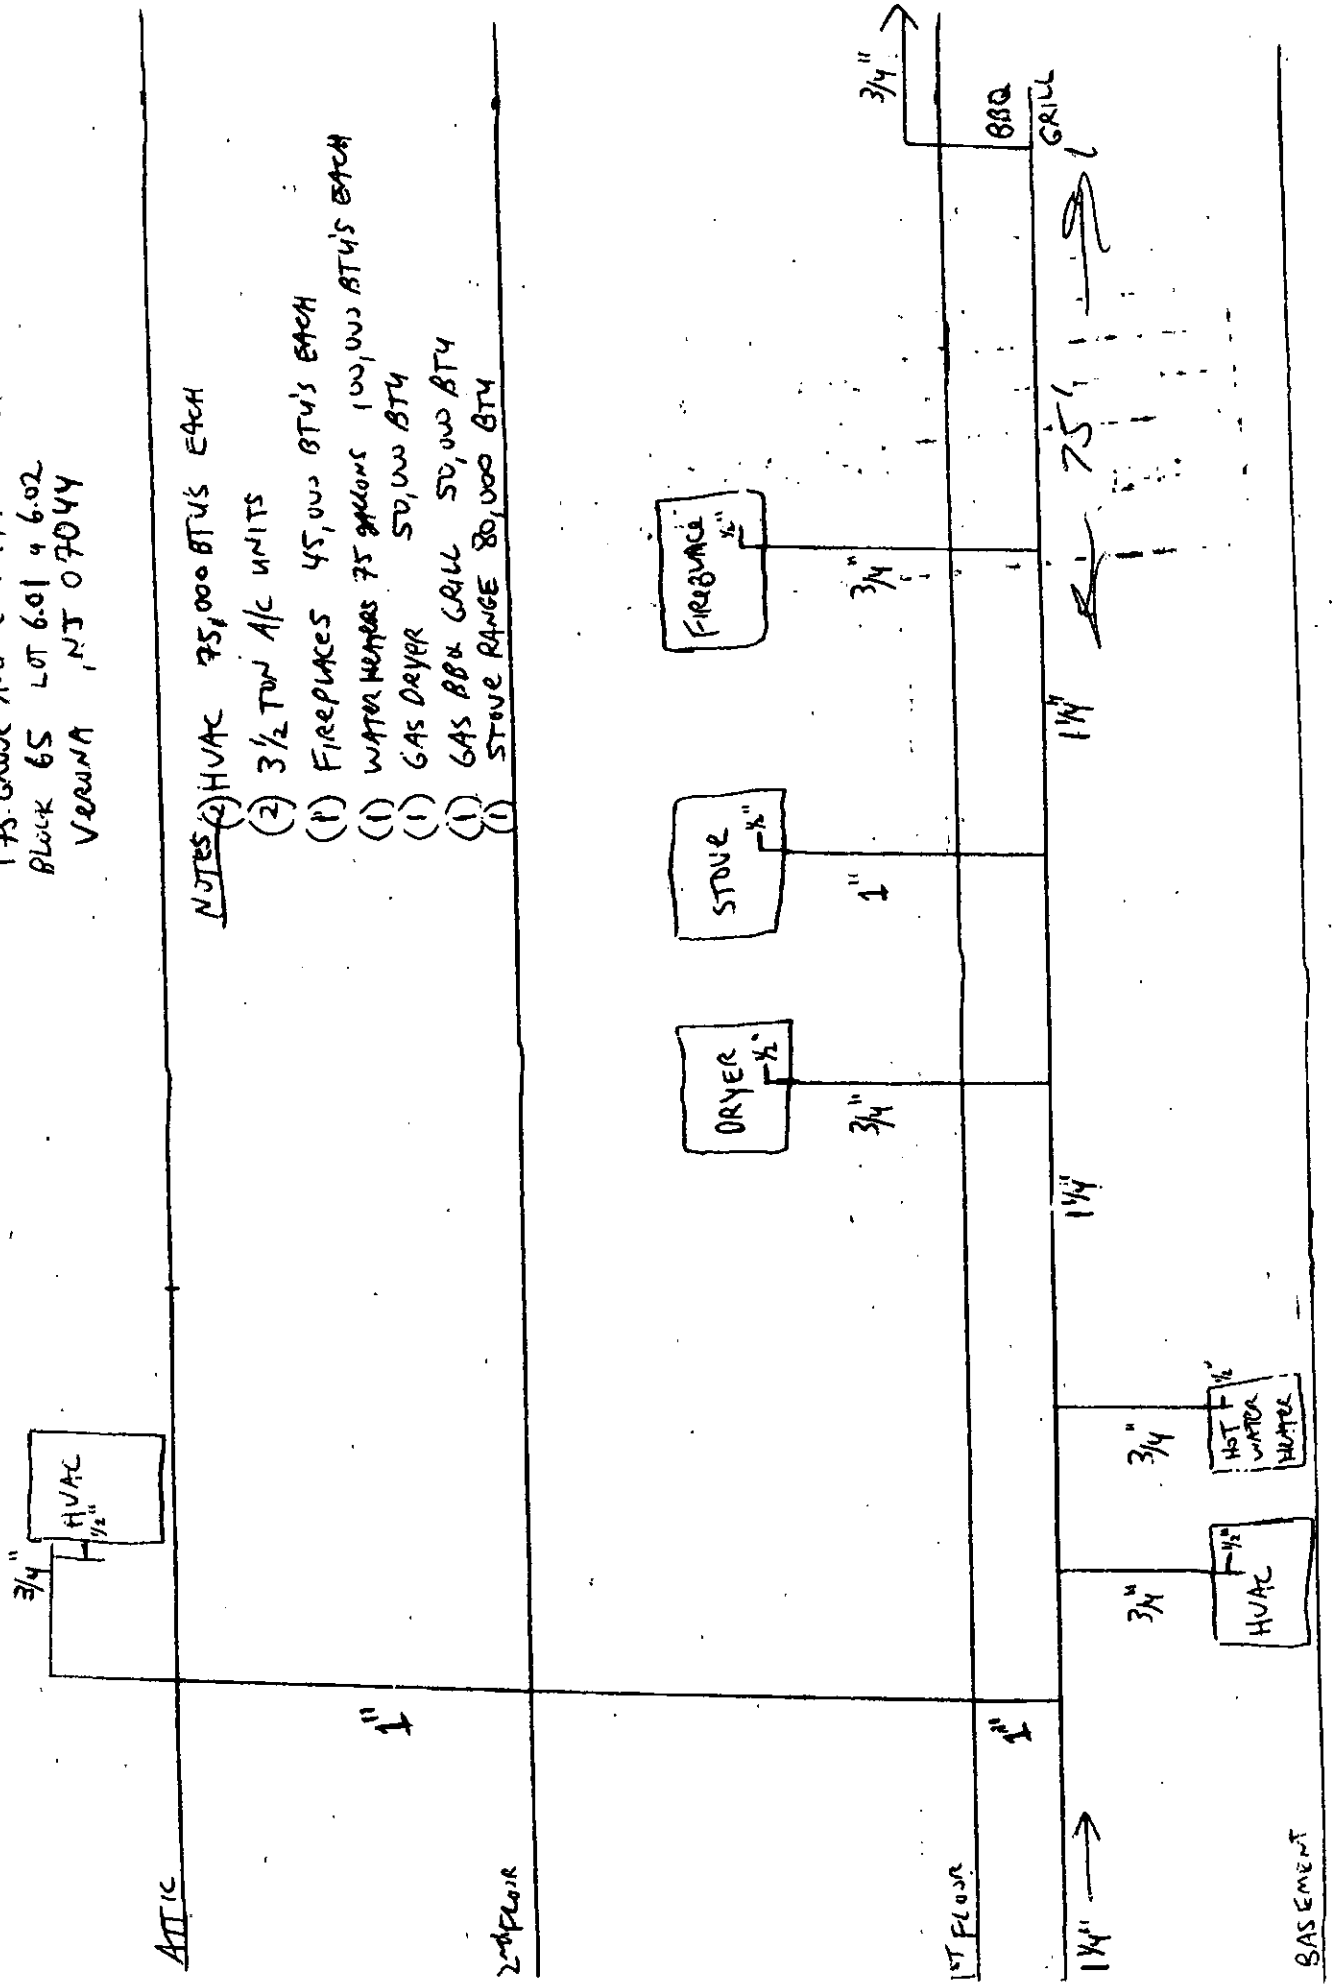 BLOCK 65 LOT 6.01 & 6.02
VERONA, NJ 07044
NOTES (2) HVAC 75,000 BTU'S EACH
(2) 3 1/2 TON A/C UNITS
(1) FIREPLACES 45,000 BTU'S EACH
(1) WATER HEATERS 75 gallons 100,000 BTU'S EACH
(1) GAS DRYER 50,000 BTU
(1) GAS BBQ GRILL 50,000 BTU
(1) STOVE RANGE 80,000 BTU
ATTIC
3/4"
HVAC
1/2"
1"
2nd FLOOR
DRYER
1/2"
3/4"
STOVE
1/2"
1"
FIREPLACE
1/2"
3/4"
3/4"
1ST FLOOR
1"
BBQ
GRILL
1 1/4"
1 1/4"
1 1/4"
75'
3/4"
HVAC
1/2"
3/4"
HOT
WATER
HEATER
1/2"
BASEMENT